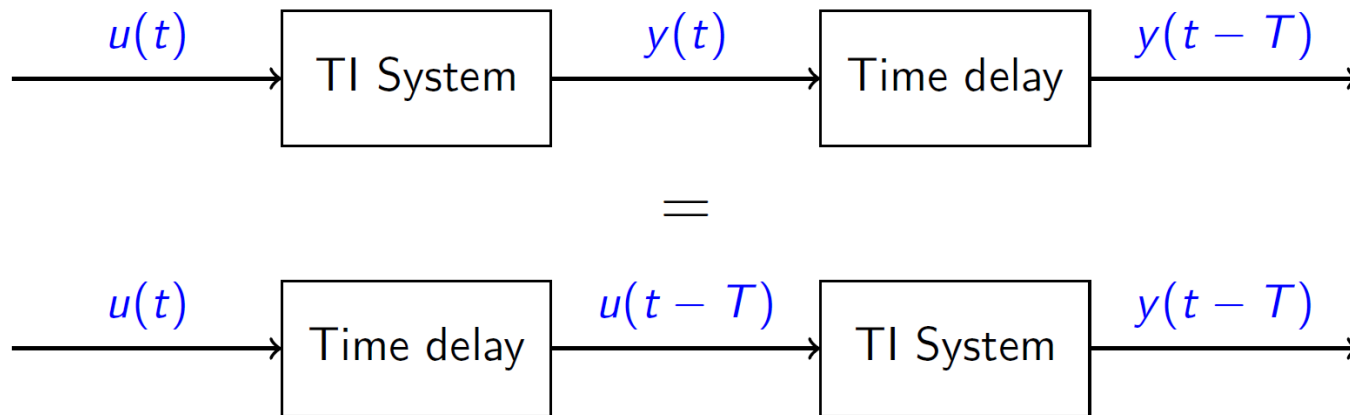 u(t) TI System y(t) Time delay y(t − T)
=
u(t) Time delay u(t − T) TI System y(t − T)